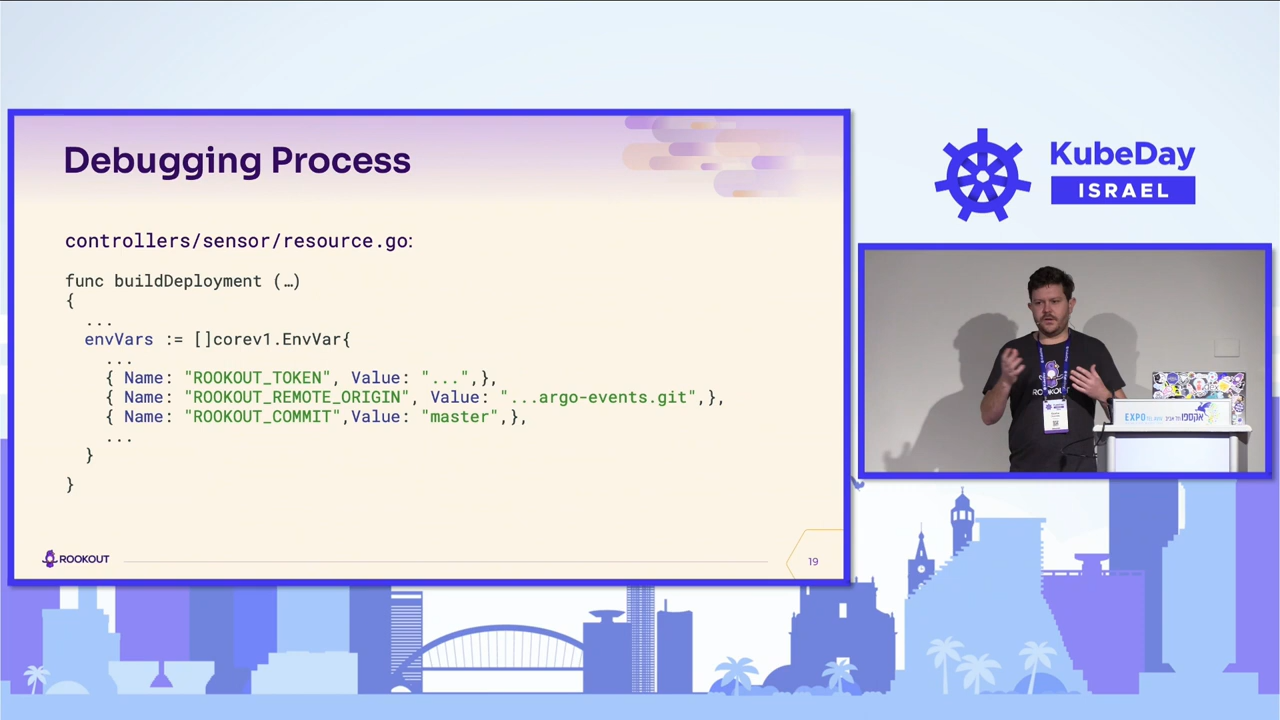 Debugging Process
controllers/sensor/resource.go:
func buildDeployment (…)
{
...
envVars := []corev1.EnvVar{
...
{ Name: "ROOKOUT_TOKEN", Value: "...",},
{ Name: "ROOKOUT_REMOTE_ORIGIN", Value: "...argo-events.git",},
{ Name: "ROOKOUT_COMMIT",Value: "master",},
...
}
}
ROOKOUT
19
KubeDay
ISRAEL
EXPO
אקספו